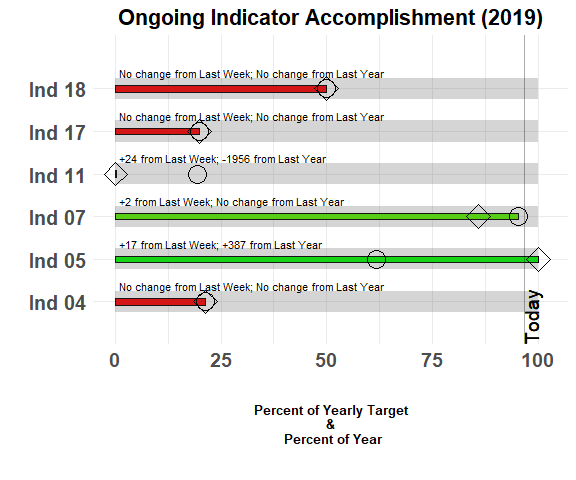 Ongoing Indicator Accomplishment (2019)
No change from Last Week; No change from Last Year
Ind 18
No change from Last Week; No change from Last Year
Ind 17
+24 from Last Week; -1956 from Last Year
Ind 11
+2 from Last Week; No change from Last Year
Ind 07
+17 from Last Week; +387 from Last Year
Ind 05
No change from Last Week; No change from Last Year
Ind 04
Today
0 25 50 75 100
Percent of Yearly Target
&
Percent of Year